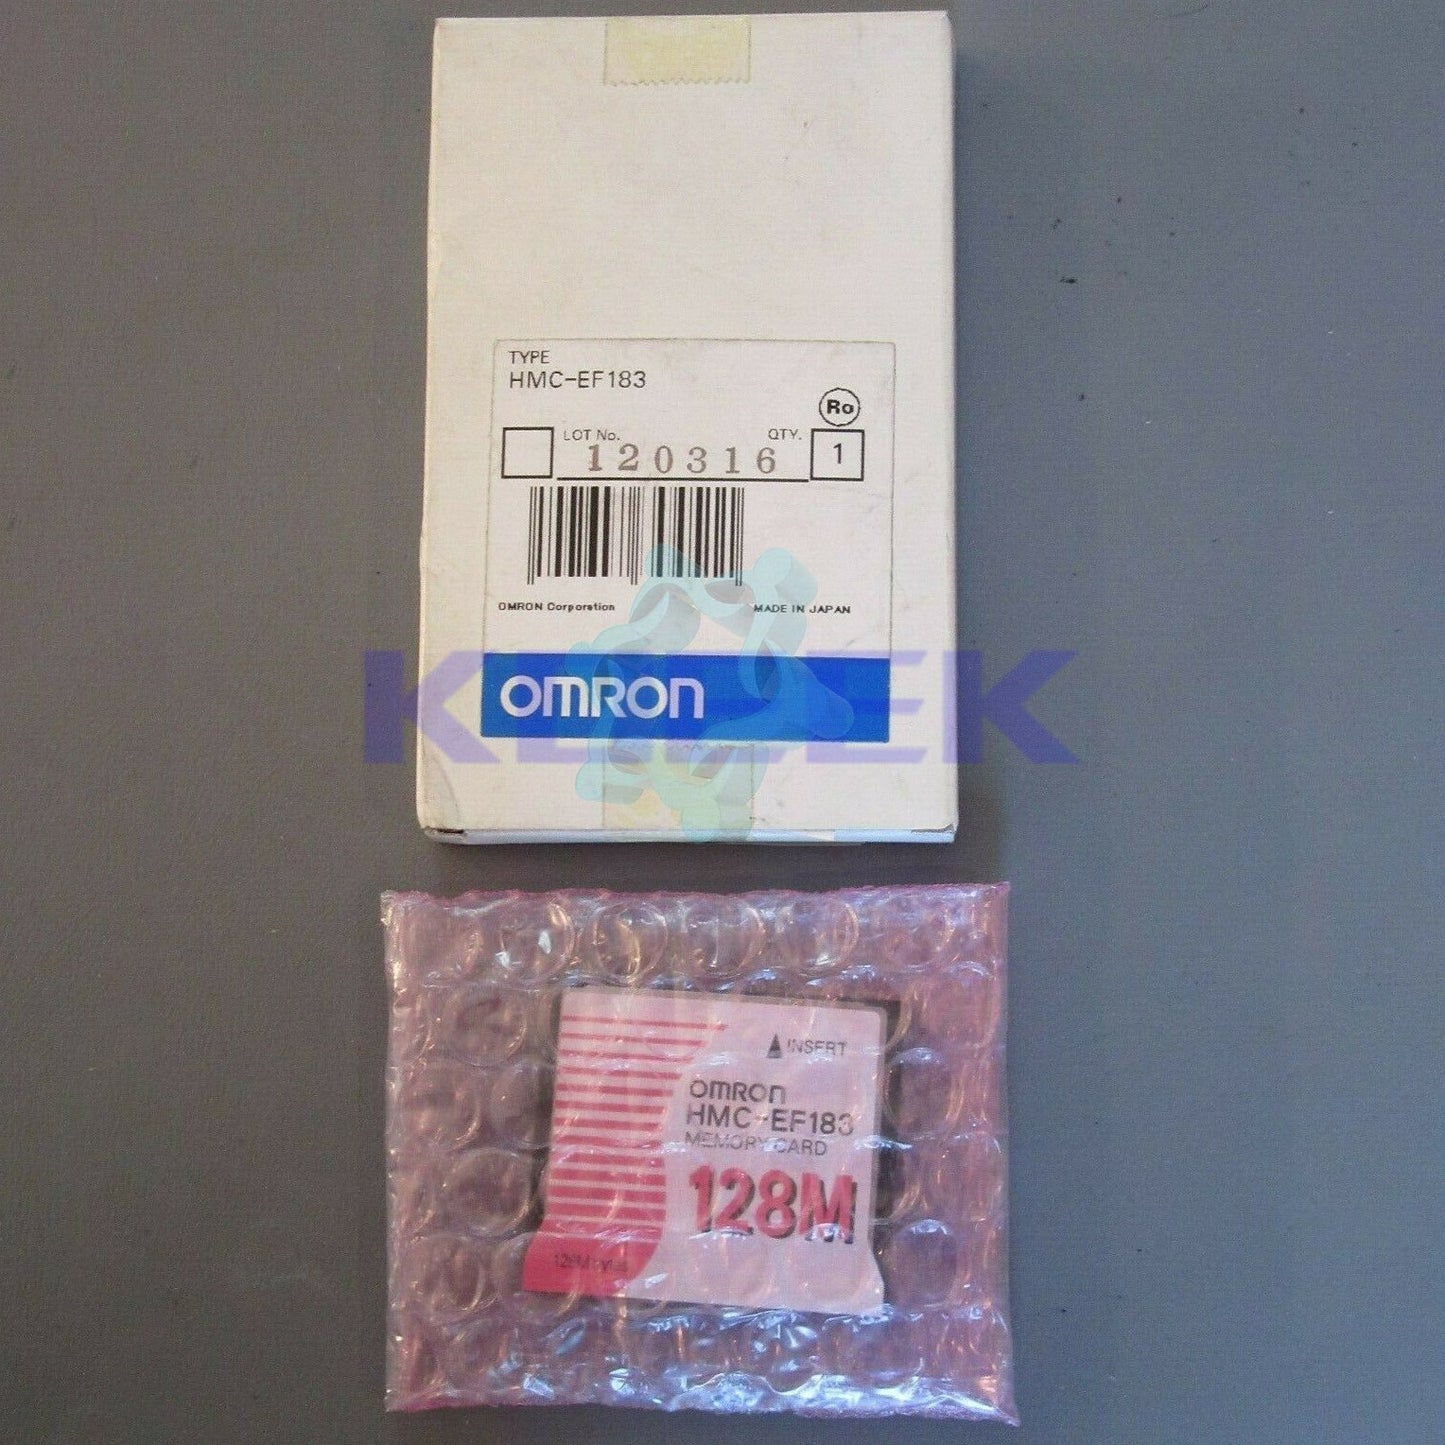 TYPE
HMC-EF183
Ro
LOT No. QTY.
120316 1
OMRON Corporation MADE IN JAPAN
OMRON
▲INSERT
OMRON
HMC-EF183
MEMORY CARD
128M